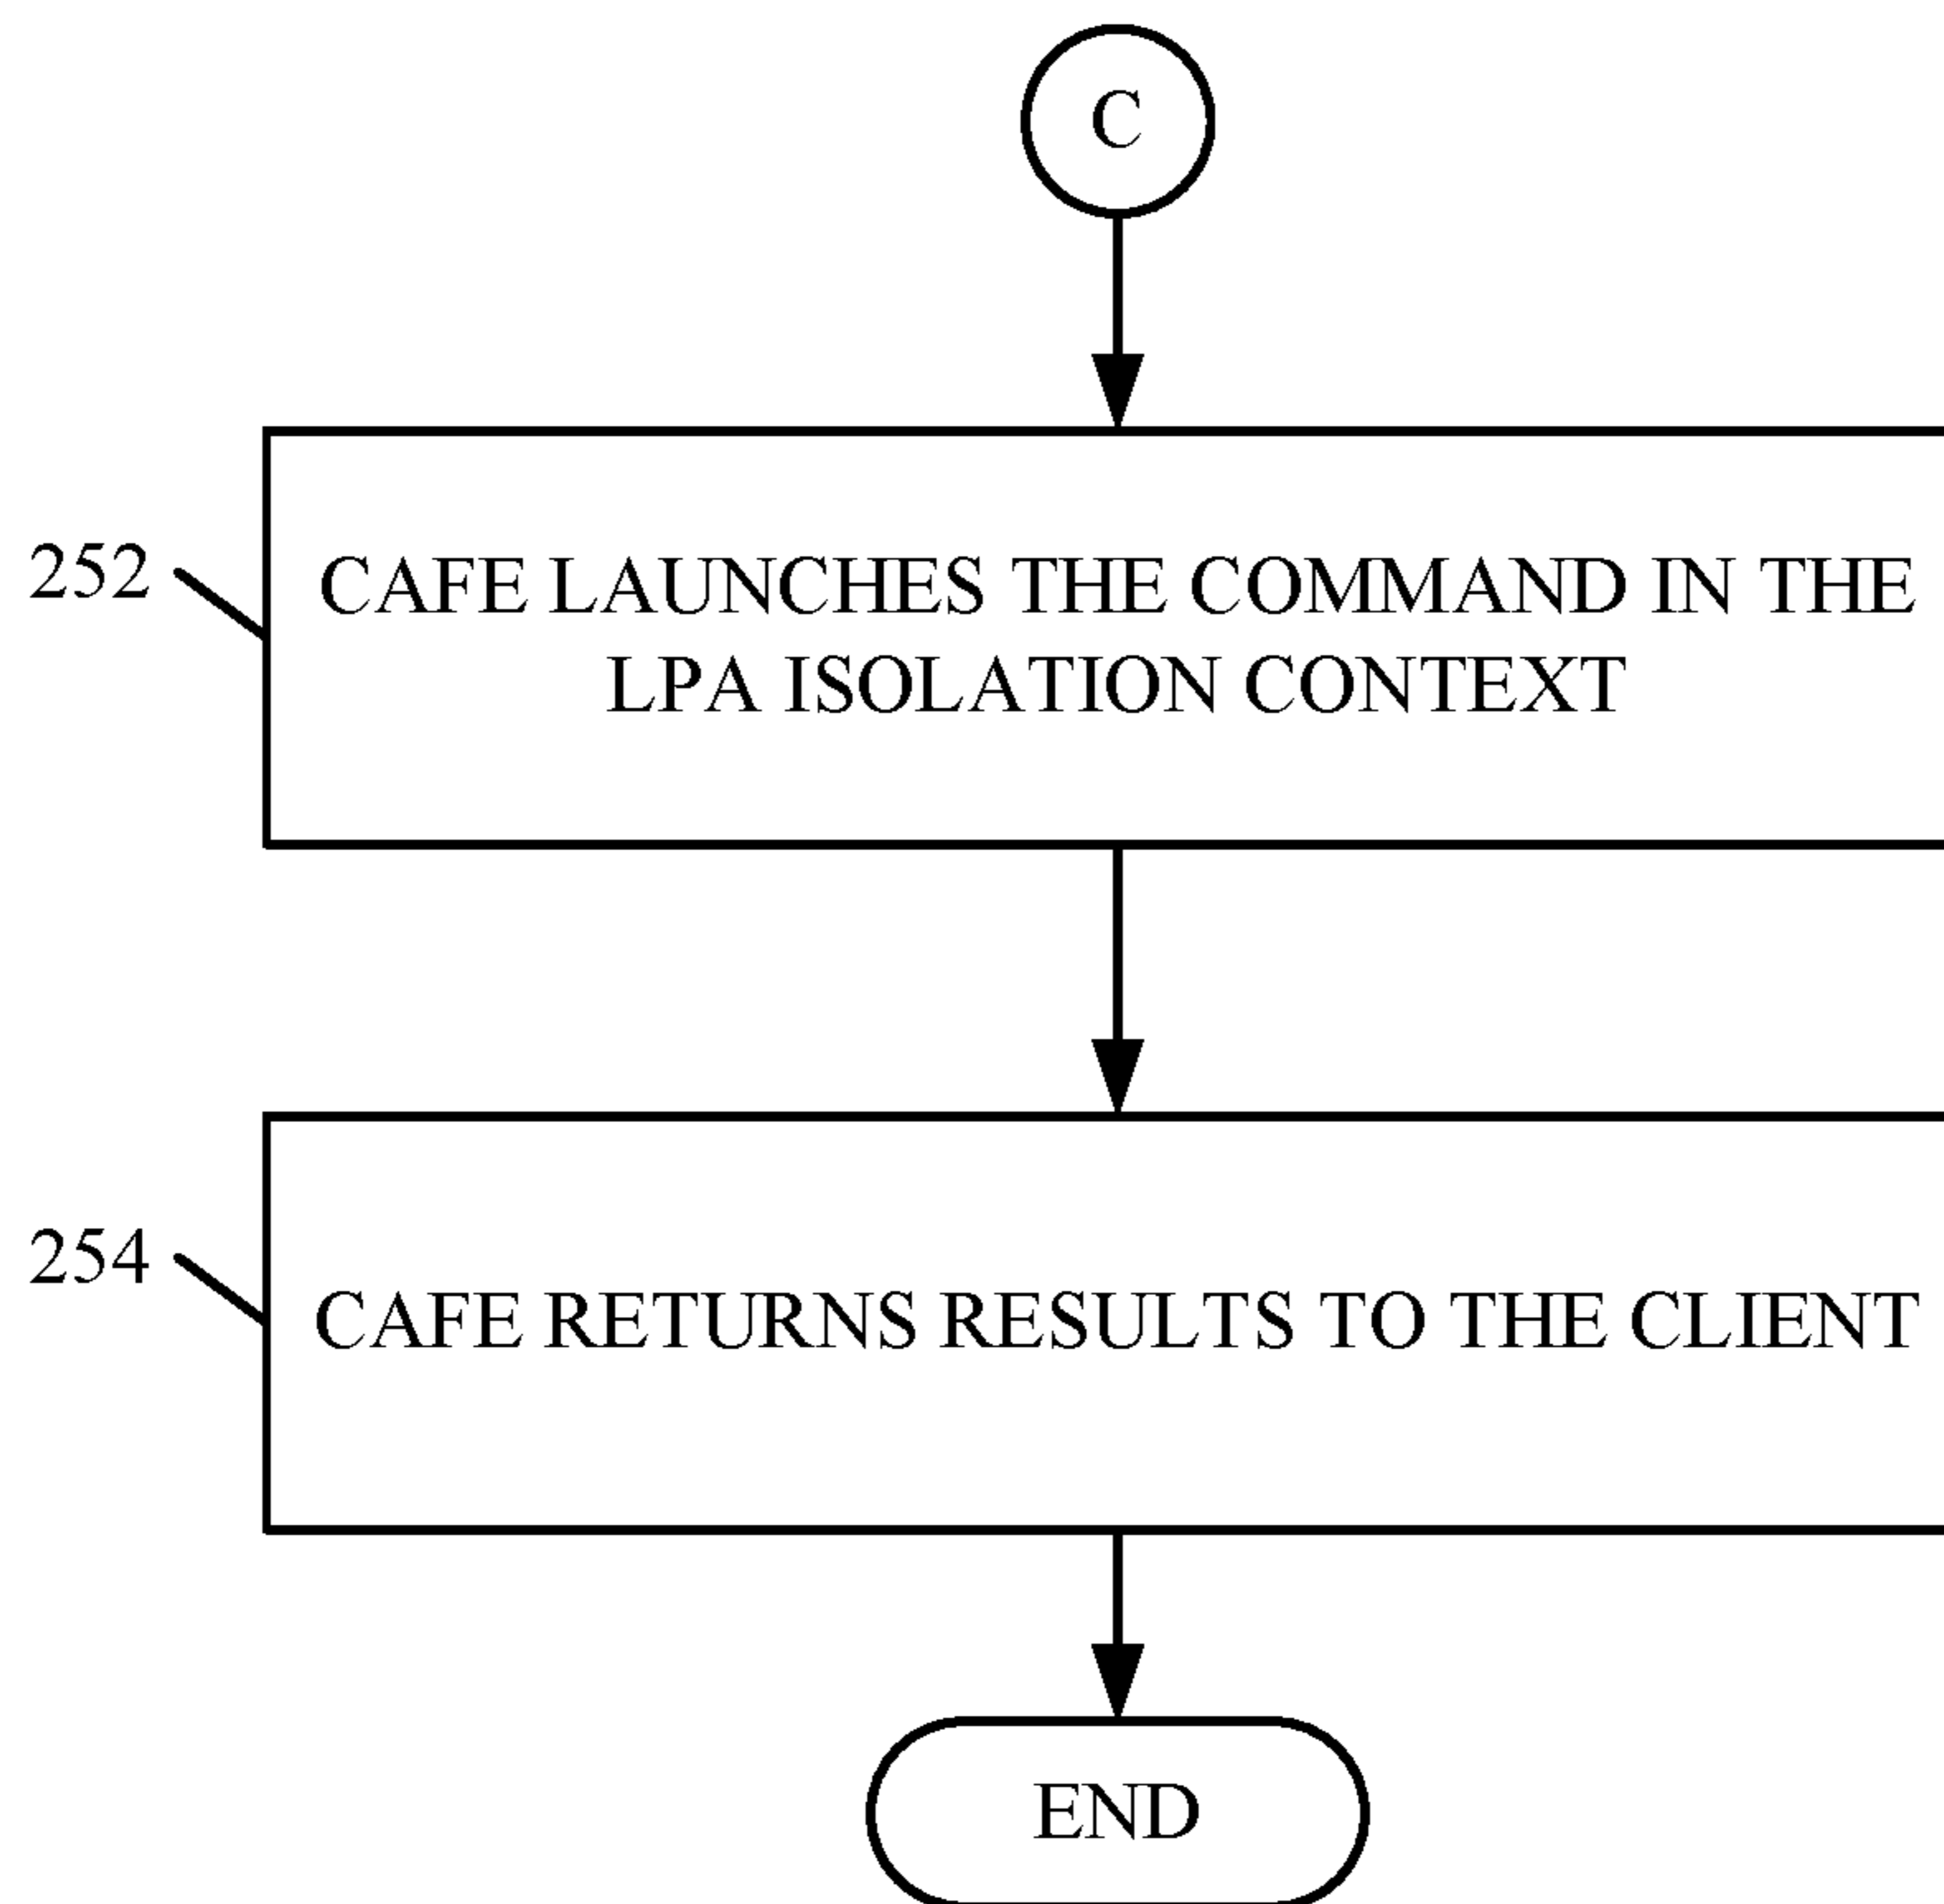 C
252
CAFE LAUNCHES THE COMMAND IN THE
LPA ISOLATION CONTEXT
254
CAFE RETURNS RESULTS TO THE CLIENT
END